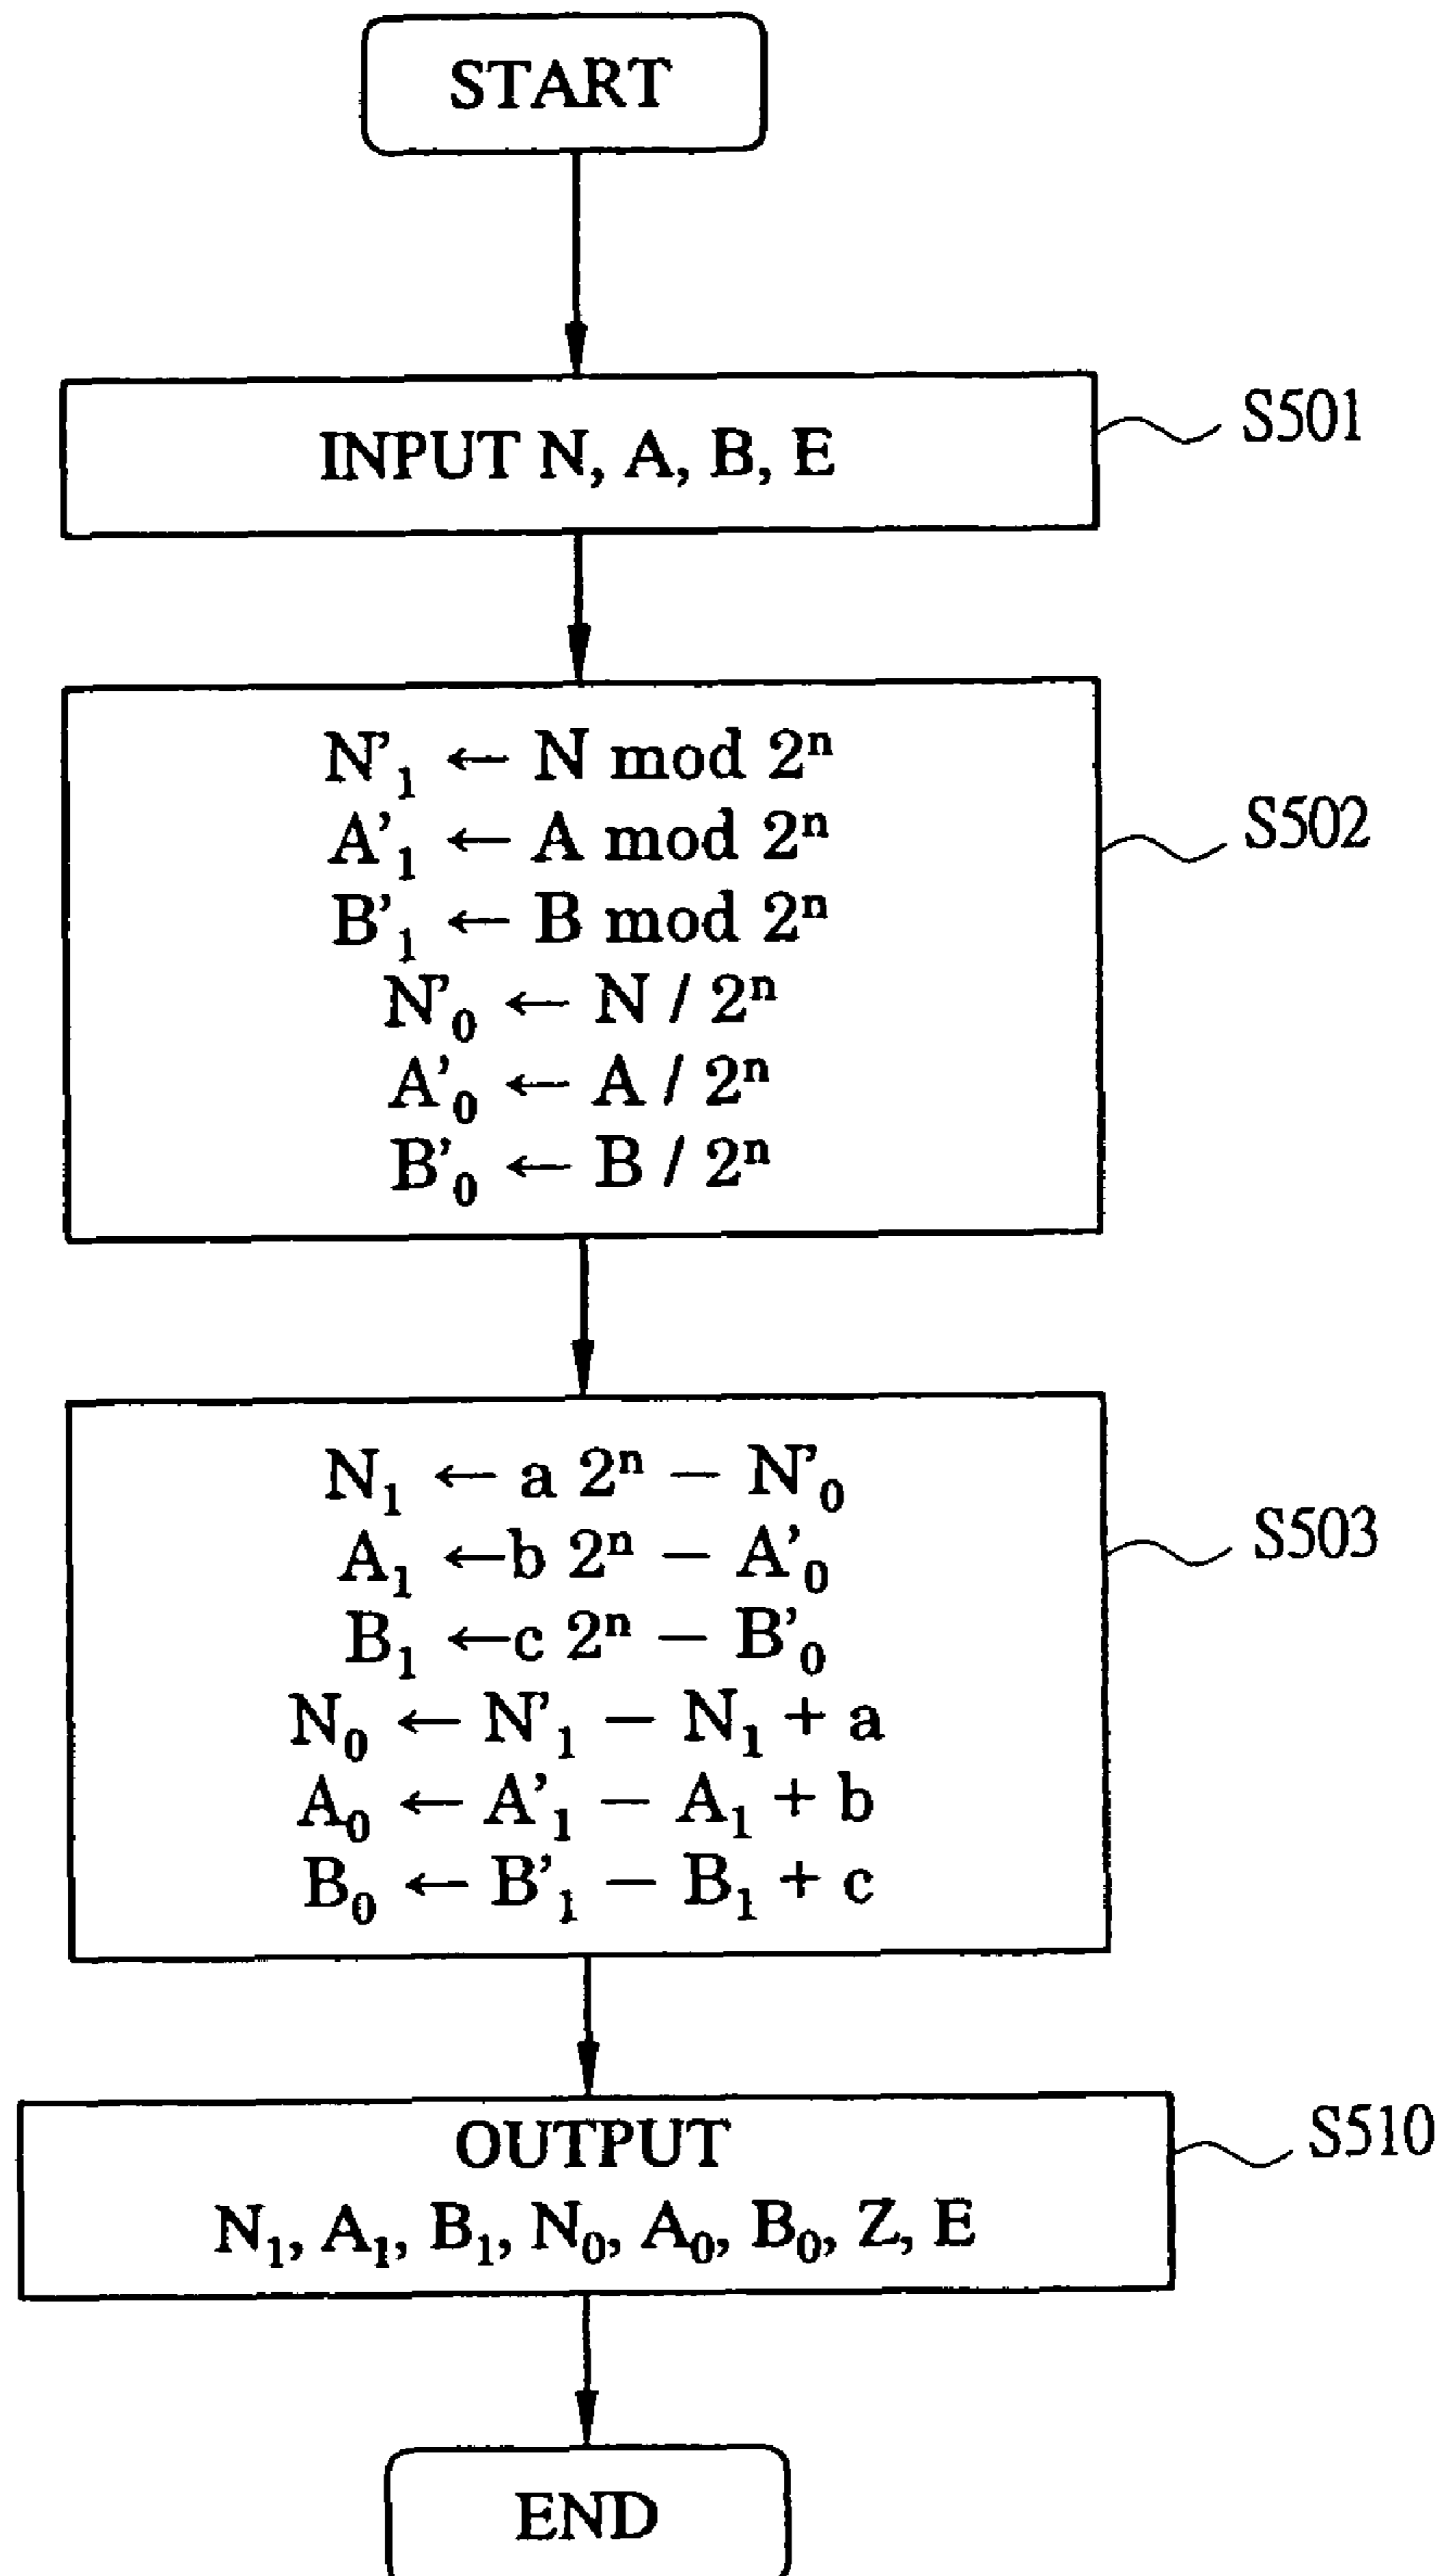 START
INPUT N, A, B, E
S501
N'₁ ← N mod 2ⁿ
A'₁ ← A mod 2ⁿ
B'₁ ← B mod 2ⁿ
N'₀ ← N / 2ⁿ
A'₀ ← A / 2ⁿ
B'₀ ← B / 2ⁿ
S502
N₁ ← a 2ⁿ − N'₀
A₁ ← b 2ⁿ − A'₀
B₁ ← c 2ⁿ − B'₀
N₀ ← N'₁ − N₁ + a
A₀ ← A'₁ − A₁ + b
B₀ ← B'₁ − B₁ + c
S503
OUTPUT
N₁, A₁, B₁, N₀, A₀, B₀, Z, E
S510
END